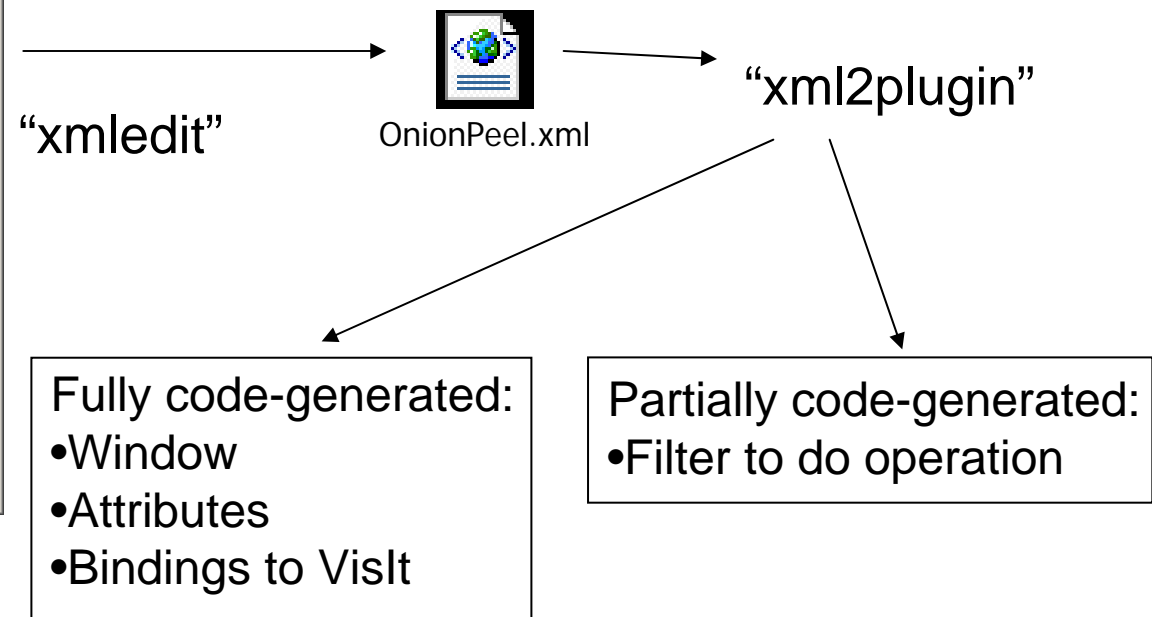 “xmledit”
OnionPeel.xml
“xml2plugin”
Fully code-generated:
•Window
•Attributes
•Bindings to VisIt
Partially code-generated:
•Filter to do operation